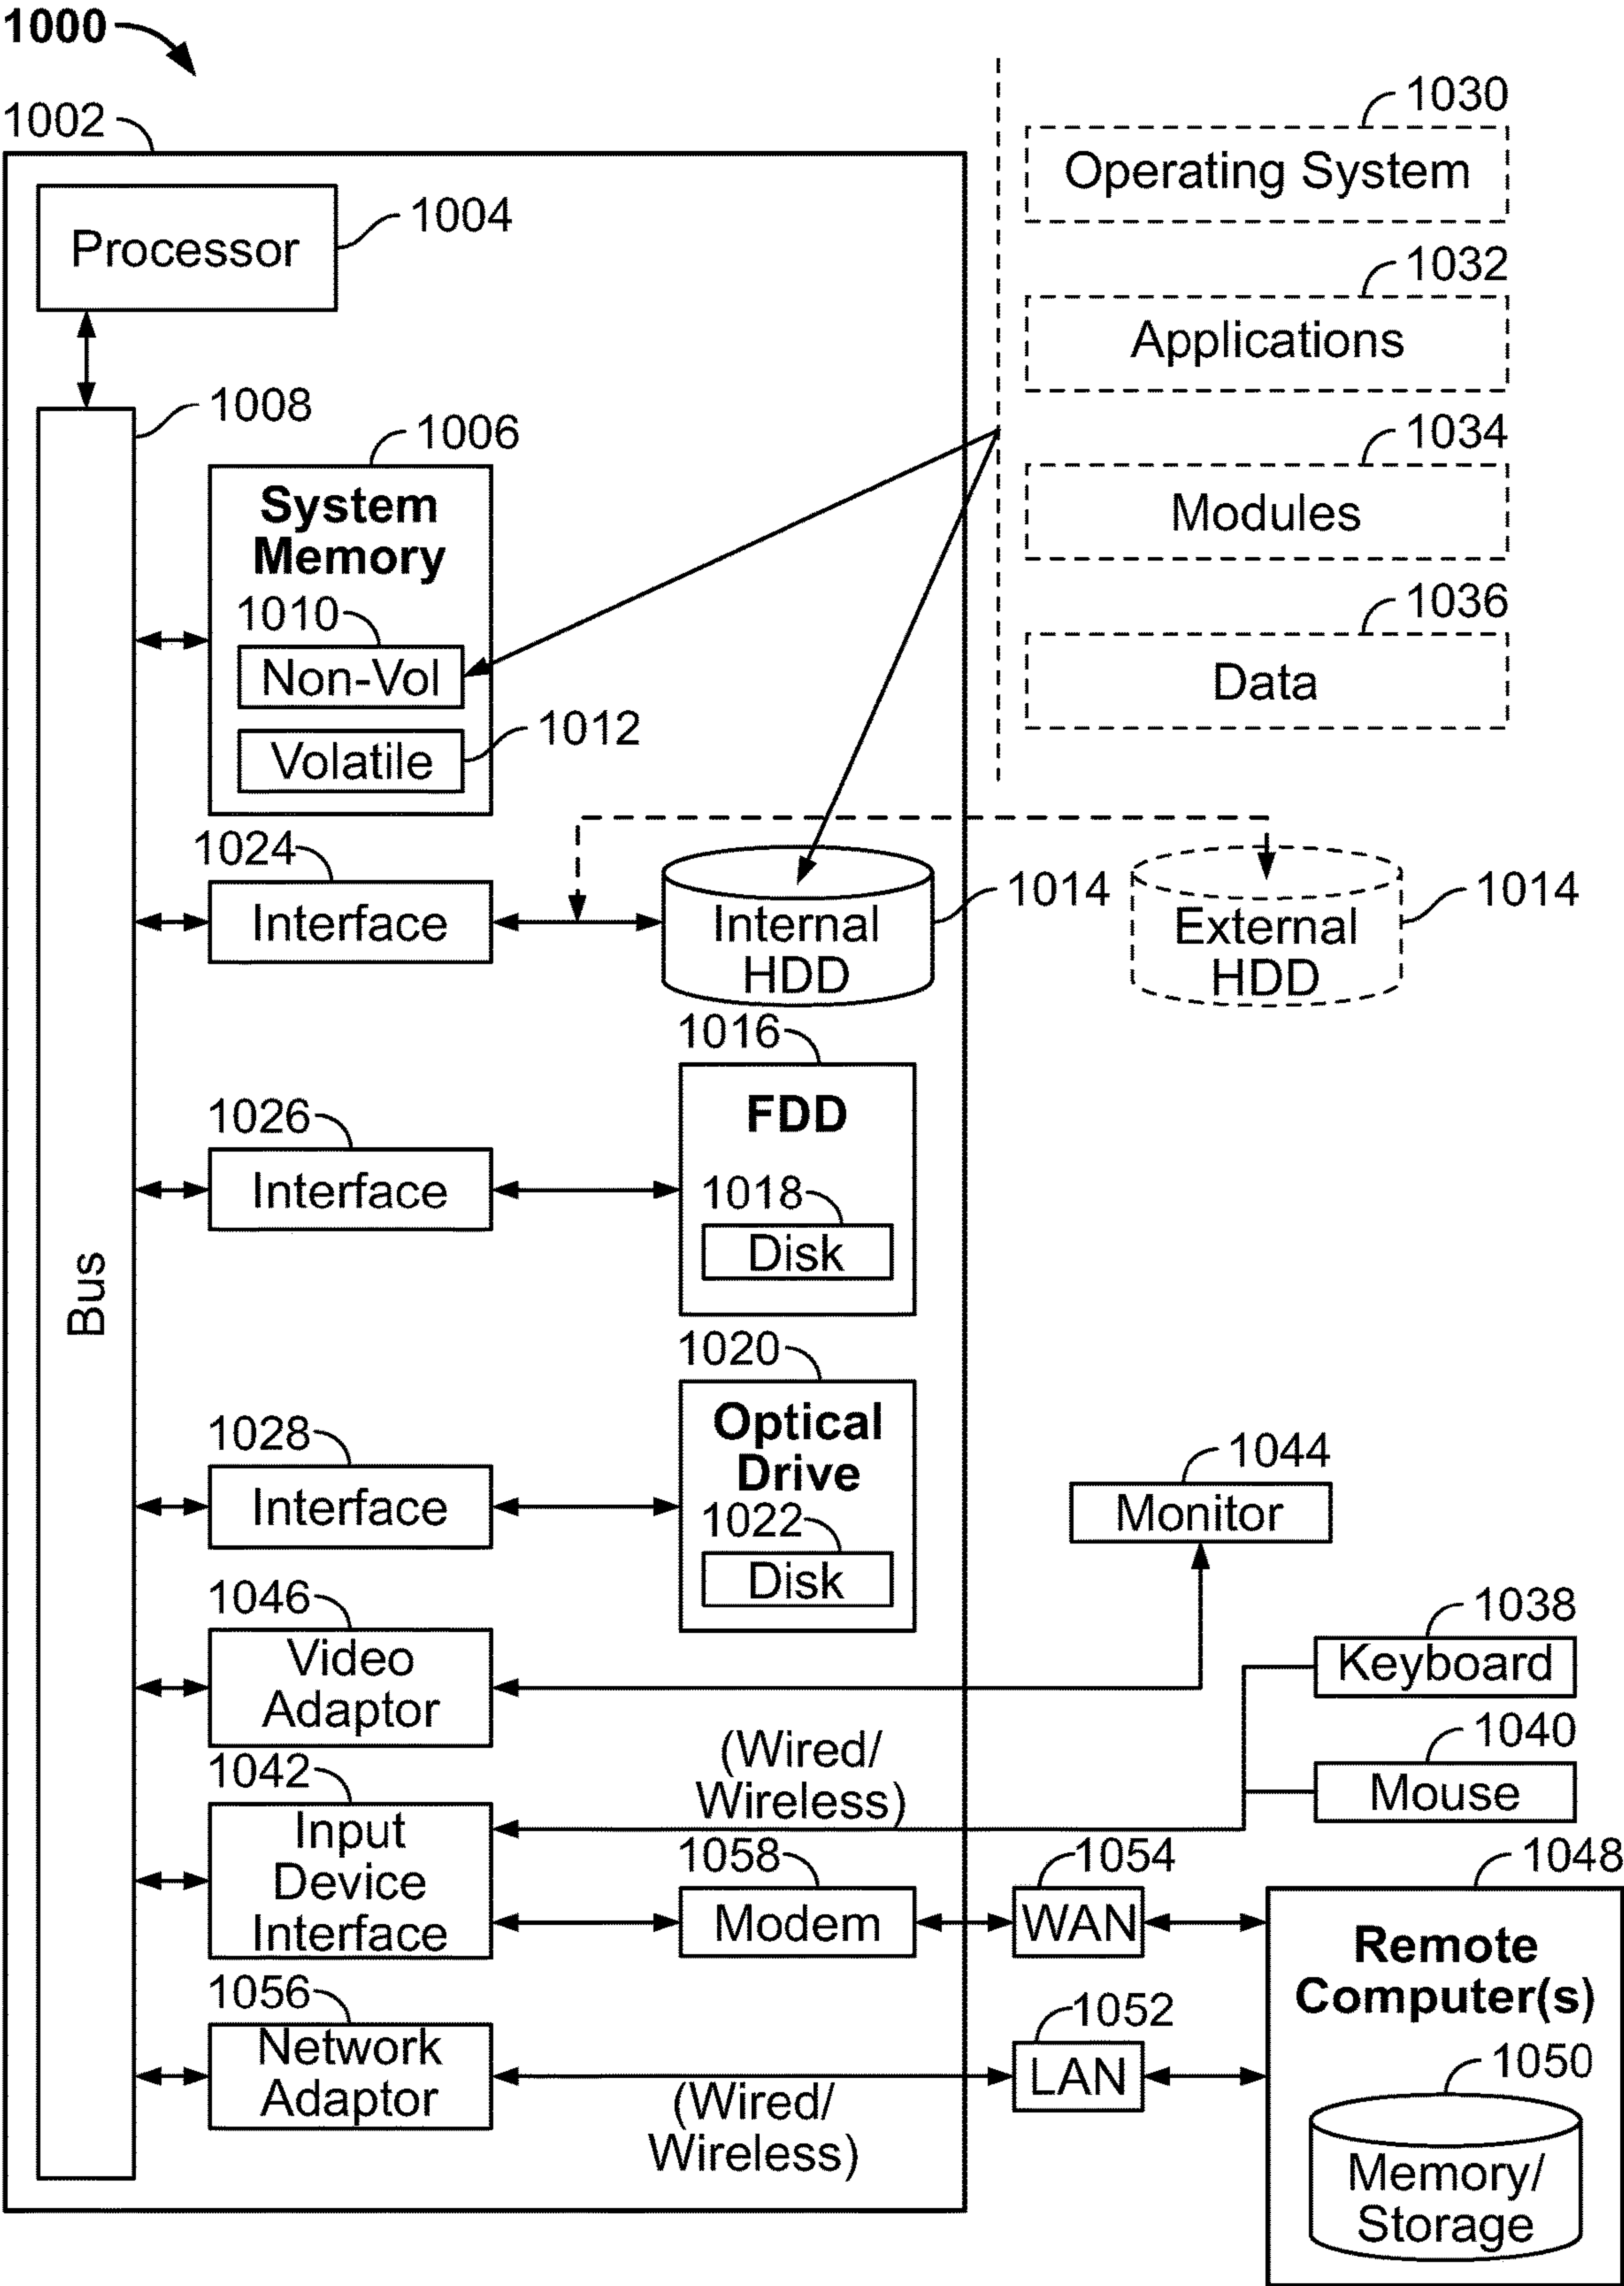 1000
1002
Processor
1004
1008
Bus
1006
System
Memory
1010
Non-Vol
1012
Volatile
1030
Operating System
1032
Applications
1034
Modules
1036
Data
1024
Interface
Internal
HDD
1014
External
HDD
1014
1016
FDD
1018
Disk
1026
Interface
1020
Optical
Drive
1022
Disk
1028
Interface
1044
Monitor
1046
Video
Adaptor
1038
Keyboard
1040
Mouse
(Wired/
Wireless)
1042
Input
Device
Interface
1058
Modem
1054
WAN
1048
Remote
Computer(s)
1050
Memory/
Storage
1056
Network
Adaptor
(Wired/
Wireless)
1052
LAN